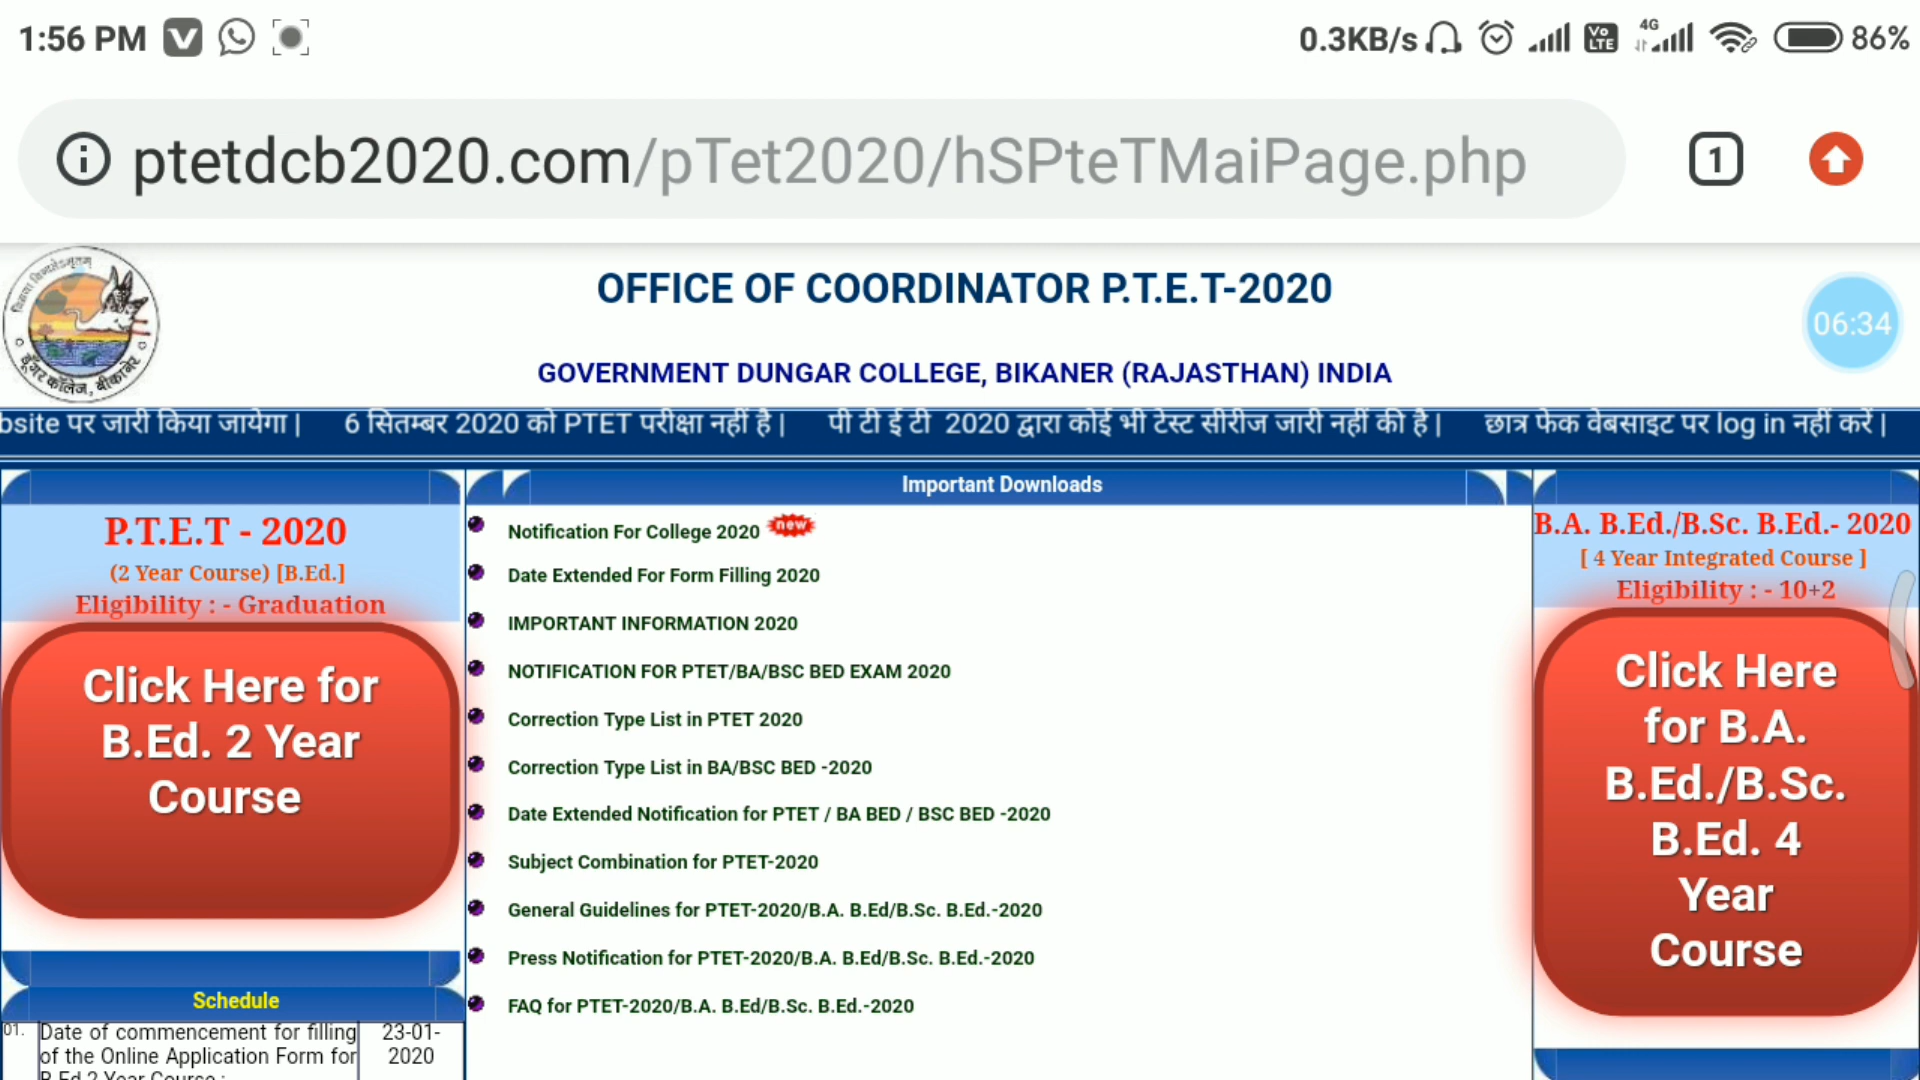 1:56 PM
0.3KB/s
Vo
LTE
4G
86%
ptetdcb2020.com/pTet2020/hSPteTMaiPage.php
1
OFFICE OF COORDINATOR P.T.E.T-2020
06:34
GOVERNMENT DUNGAR COLLEGE, BIKANER (RAJASTHAN) INDIA
डूँगर कॉलेज, बीकानेर
bsite पर जारी किया जायेगा | 6 सितम्बर 2020 को PTET परीक्षा नहीं है | पी टी ई टी 2020 द्वारा कोई भी टेस्ट सीरीज जारी नहीं की है | छात्र फेक वेबसाइट पर log in नहीं करें |
P.T.E.T - 2020
(2 Year Course) [B.Ed.]
Eligibility : - Graduation
Click Here for
B.Ed. 2 Year
Course
Schedule
01. Date of commencement for filling 23-01-
of the Online Application Form for 2020
B.Ed 2 Year Course :
Important Downloads
Notification For College 2020 new
Date Extended For Form Filling 2020
IMPORTANT INFORMATION 2020
NOTIFICATION FOR PTET/BA/BSC BED EXAM 2020
Correction Type List in PTET 2020
Correction Type List in BA/BSC BED -2020
Date Extended Notification for PTET / BA BED / BSC BED -2020
Subject Combination for PTET-2020
General Guidelines for PTET-2020/B.A. B.Ed/B.Sc. B.Ed.-2020
Press Notification for PTET-2020/B.A. B.Ed/B.Sc. B.Ed.-2020
FAQ for PTET-2020/B.A. B.Ed/B.Sc. B.Ed.-2020
B.A. B.Ed./B.Sc. B.Ed.- 2020
[ 4 Year Integrated Course ]
Eligibility : - 10+2
Click Here
for B.A.
B.Ed./B.Sc.
B.Ed. 4
Year
Course